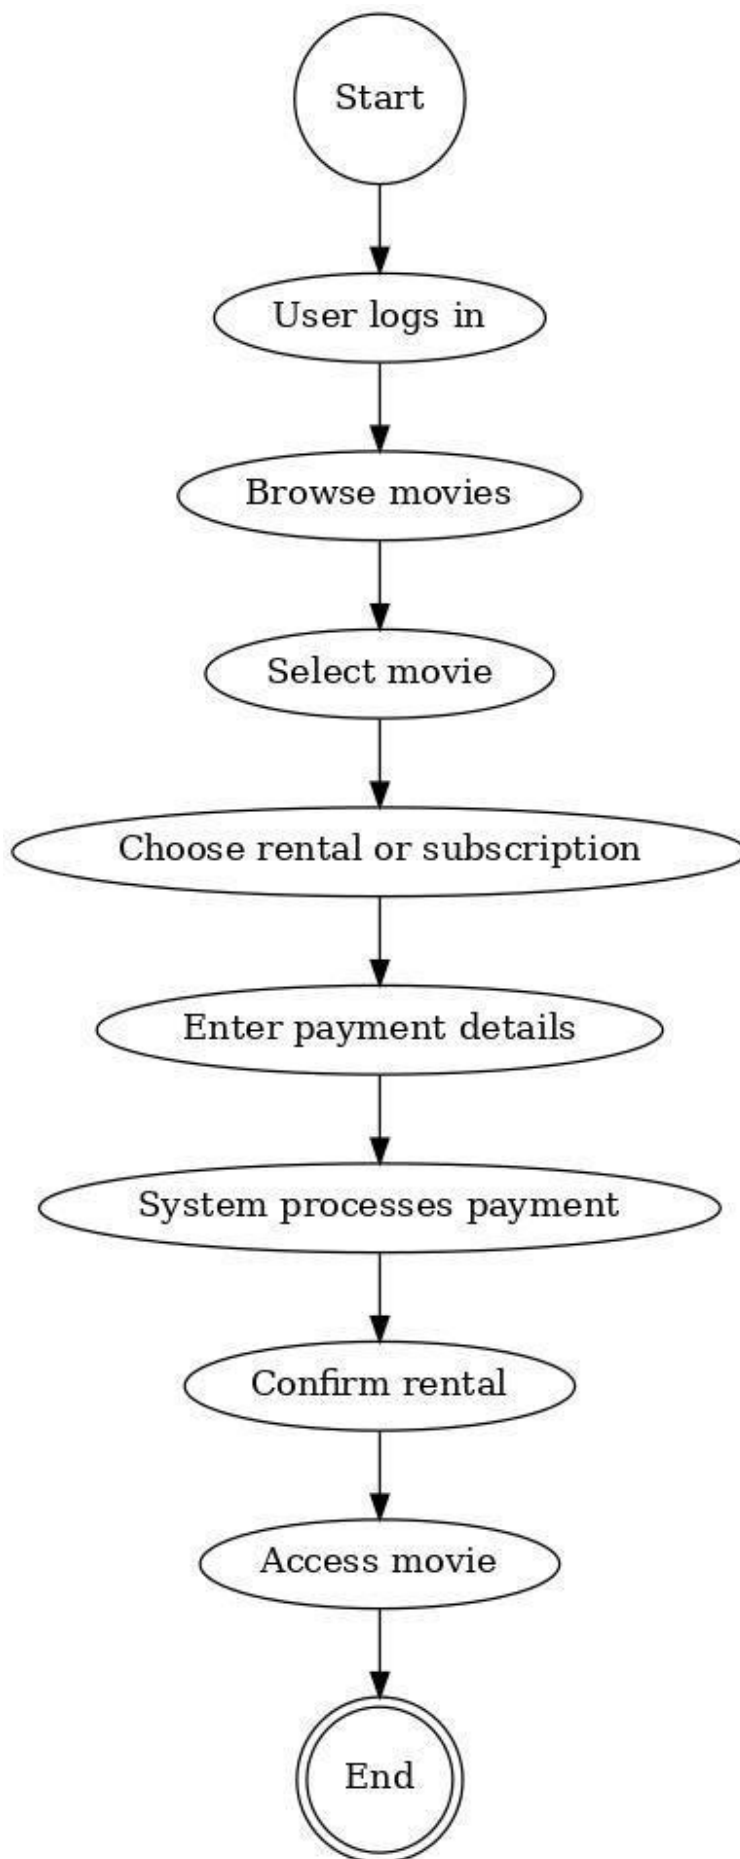 Start
User logs in
Browse movies
Select movie
Choose rental or subscription
Enter payment details
System processes payment
Confirm rental
Access movie
End